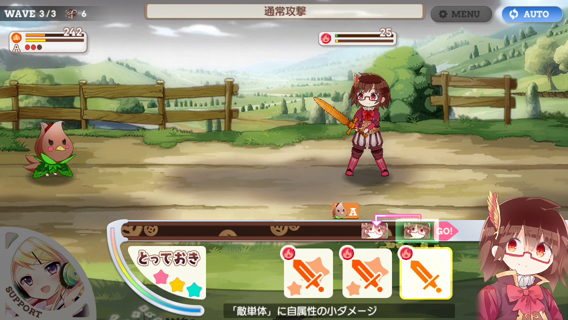 WAVE 3/3
6
通常攻撃
MENU
AUTO
242
A
25
A
GO!
とっておき
SUPPORT
「敵単体」に自属性の小ダメージ